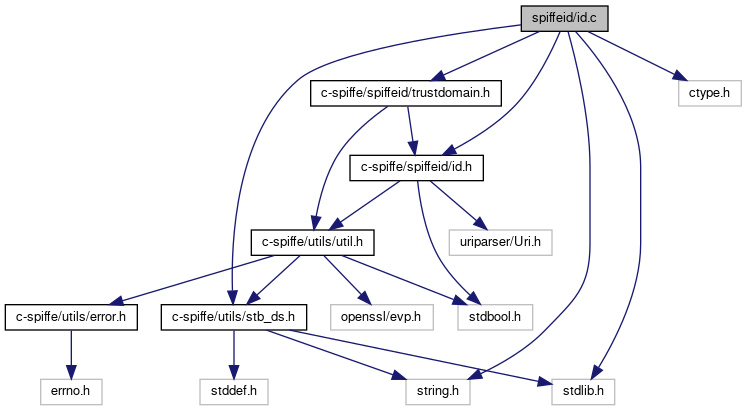 spiffeid/id.c
c-spiffe/spiffeid/trustdomain.h
ctype.h
c-spiffe/spiffeid/id.h
c-spiffe/utils/util.h
uriparser/Uri.h
c-spiffe/utils/error.h
c-spiffe/utils/stb_ds.h
openssl/evp.h
stdbool.h
errno.h
stddef.h
string.h
stdlib.h